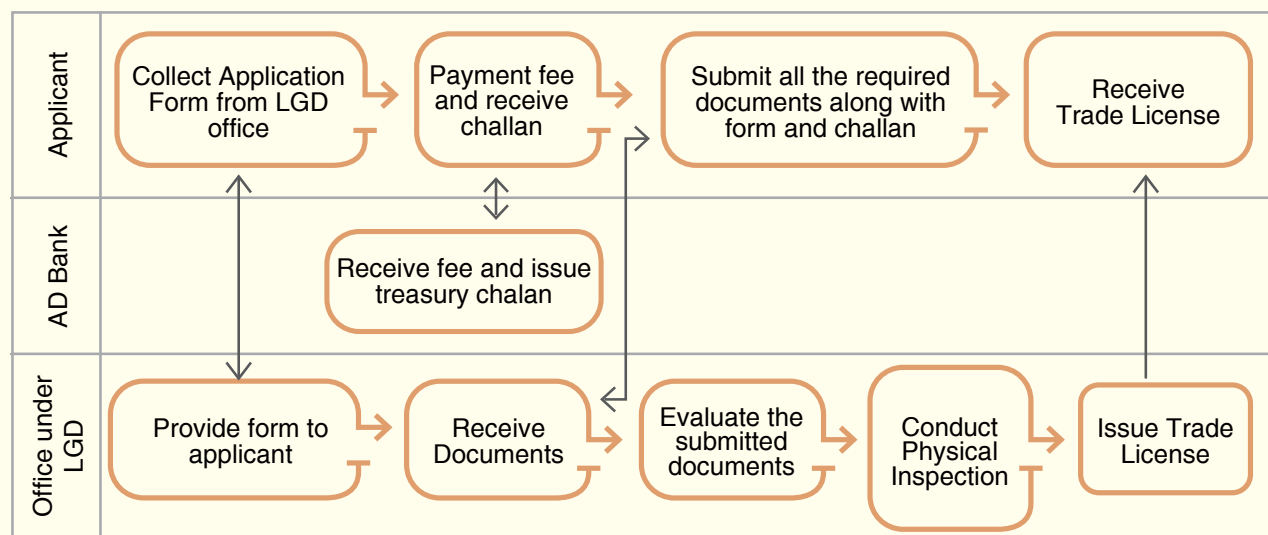 Applicant
Collect Application
Form from LGD
office
Payment fee
and receive
challan
Submit all the required
documents along with
form and challan
Receive
Trade License
AD Bank
Receive fee and issue
treasury chalan
Office under
LGD
Provide form to
applicant
Receive
Documents
Evaluate the
submitted
documents
Conduct
Physical
Inspection
Issue Trade
License